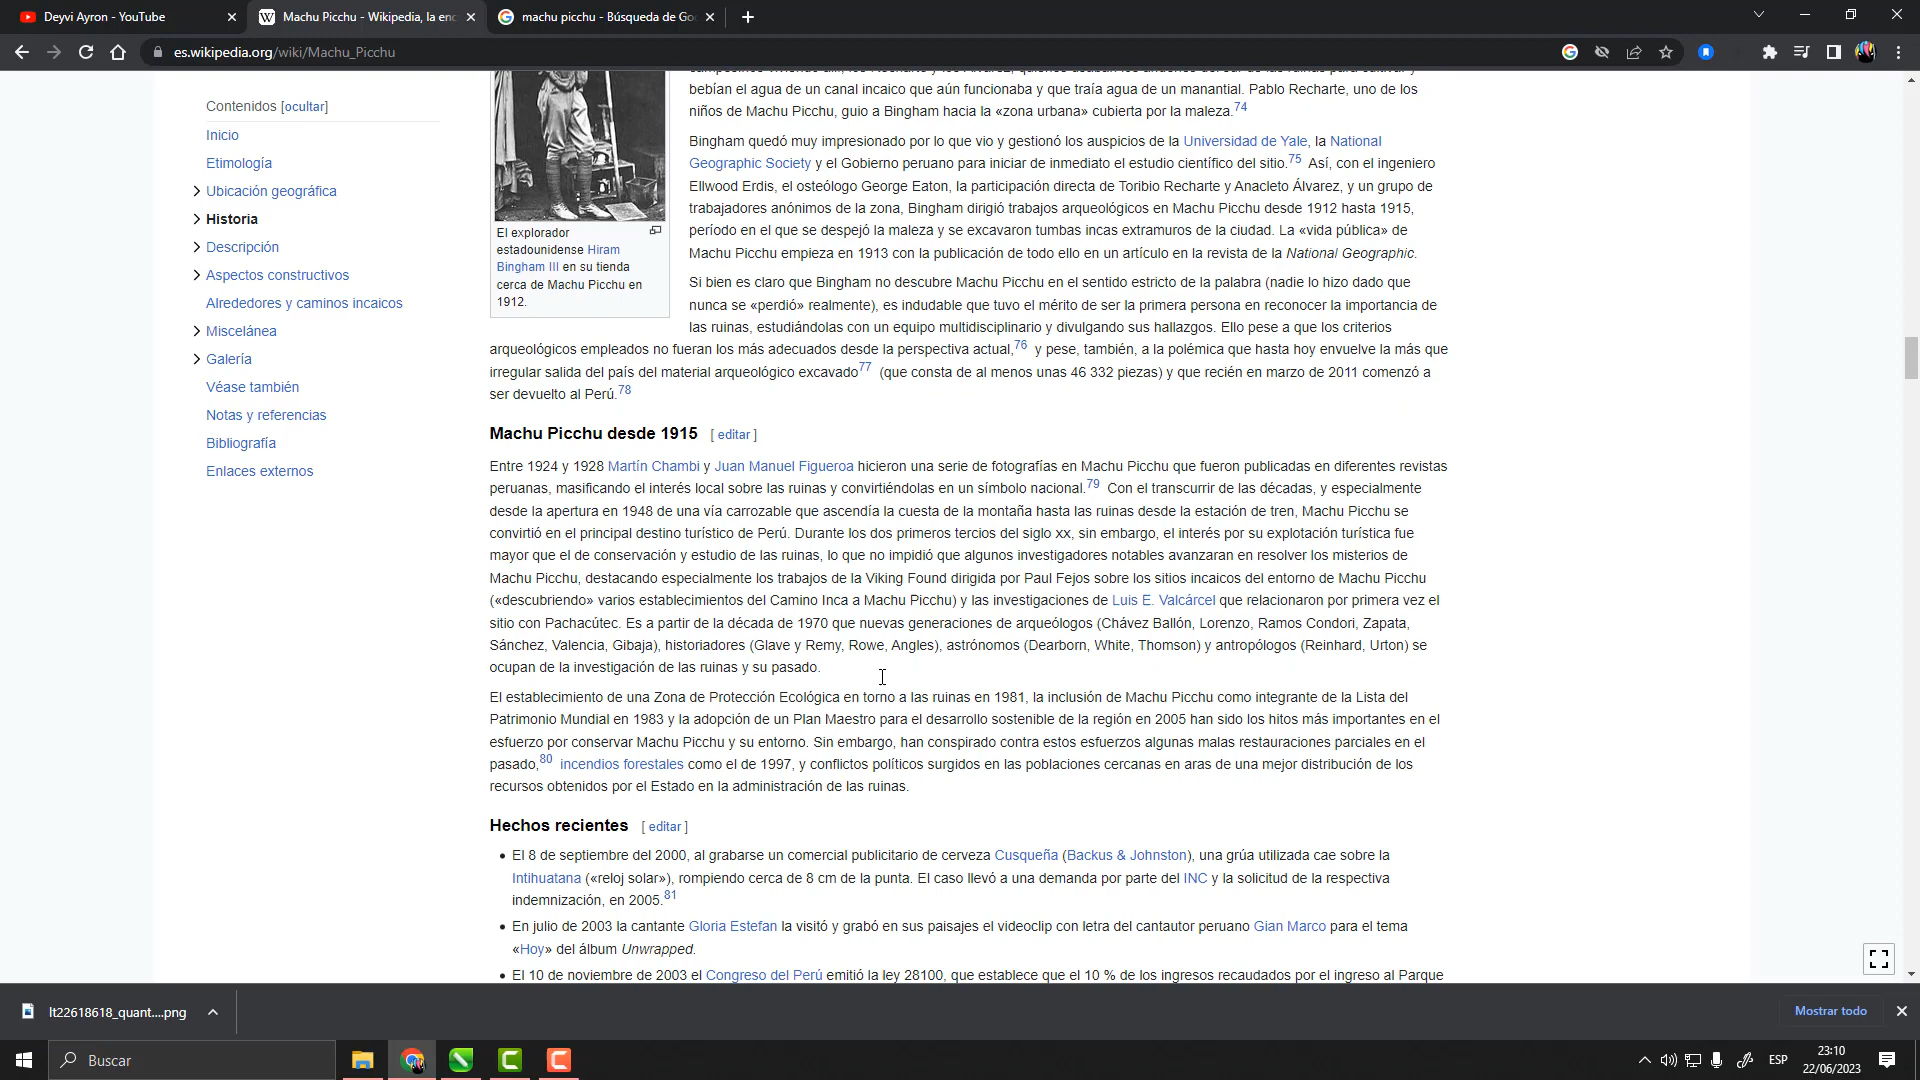 Deyvi Ayron - YouTube
Machu Picchu - Wikipedia, la enc
machu picchu - Búsqueda de Go
es.wikipedia.org/wiki/Machu_Picchu
Contenidos [ocultar]
Inicio
Etimología
Ubicación geográfica
Historia
Descripción
Aspectos constructivos
Alrededores y caminos incaicos
Miscelánea
Galería
Véase también
Notas y referencias
Bibliografía
Enlaces externos
El explorador
estadounidense Hiram
Bingham III en su tienda
cerca de Machu Picchu en
1912.
bebían el agua de un canal incaico que aún funcionaba y que traía agua de un manantial. Pablo Recharte, uno de los
niños de Machu Picchu, guio a Bingham hacia la «zona urbana» cubierta por la maleza.74
Bingham quedó muy impresionado por lo que vio y gestionó los auspicios de la Universidad de Yale, la National
Geographic Society y el Gobierno peruano para iniciar de inmediato el estudio científico del sitio.75 Así, con el ingeniero
Ellwood Erdis, el osteólogo George Eaton, la participación directa de Toribio Recharte y Anacleto Álvarez, y un grupo de
trabajadores anónimos de la zona, Bingham dirigió trabajos arqueológicos en Machu Picchu desde 1912 hasta 1915,
período en el que se despejó la maleza y se excavaron tumbas incas extramuros de la ciudad. La «vida pública» de
Machu Picchu empieza en 1913 con la publicación de todo ello en un artículo en la revista de la National Geographic.
Si bien es claro que Bingham no descubre Machu Picchu en el sentido estricto de la palabra (nadie lo hizo dado que
nunca se «perdió» realmente), es indudable que tuvo el mérito de ser la primera persona en reconocer la importancia de
las ruinas, estudiándolas con un equipo multidisciplinario y divulgando sus hallazgos. Ello pese a que los criterios
arqueológicos empleados no fueran los más adecuados desde la perspectiva actual,76 y pese, también, a la polémica que hasta hoy envuelve la más que
irregular salida del país del material arqueológico excavado77 (que consta de al menos unas 46 332 piezas) y que recién en marzo de 2011 comenzó a
ser devuelto al Perú.78
Machu Picchu desde 1915 [ editar ]
Entre 1924 y 1928 Martín Chambi y Juan Manuel Figueroa hicieron una serie de fotografías en Machu Picchu que fueron publicadas en diferentes revistas
peruanas, masificando el interés local sobre las ruinas y convirtiéndolas en un símbolo nacional.79 Con el transcurrir de las décadas, y especialmente
desde la apertura en 1948 de una vía carrozable que ascendía la cuesta de la montaña hasta las ruinas desde la estación de tren, Machu Picchu se
convirtió en el principal destino turístico de Perú. Durante los dos primeros tercios del siglo xx, sin embargo, el interés por su explotación turística fue
mayor que el de conservación y estudio de las ruinas, lo que no impidió que algunos investigadores notables avanzaran en resolver los misterios de
Machu Picchu, destacando especialmente los trabajos de la Viking Found dirigida por Paul Fejos sobre los sitios incaicos del entorno de Machu Picchu
(«descubriendo» varios establecimientos del Camino Inca a Machu Picchu) y las investigaciones de Luis E. Valcárcel que relacionaron por primera vez el
sitio con Pachacútec. Es a partir de la década de 1970 que nuevas generaciones de arqueólogos (Chávez Ballón, Lorenzo, Ramos Condori, Zapata,
Sánchez, Valencia, Gibaja), historiadores (Glave y Remy, Rowe, Angles), astrónomos (Dearborn, White, Thomson) y antropólogos (Reinhard, Urton) se
ocupan de la investigación de las ruinas y su pasado.
El establecimiento de una Zona de Protección Ecológica en torno a las ruinas en 1981, la inclusión de Machu Picchu como integrante de la Lista del
Patrimonio Mundial en 1983 y la adopción de un Plan Maestro para el desarrollo sostenible de la región en 2005 han sido los hitos más importantes en el
esfuerzo por conservar Machu Picchu y su entorno. Sin embargo, han conspirado contra estos esfuerzos algunas malas restauraciones parciales en el
pasado,80 incendios forestales como el de 1997, y conflictos políticos surgidos en las poblaciones cercanas en aras de una mejor distribución de los
recursos obtenidos por el Estado en la administración de las ruinas.
Hechos recientes [ editar ]
El 8 de septiembre del 2000, al grabarse un comercial publicitario de cerveza Cusqueña (Backus & Johnston), una grúa utilizada cae sobre la
Intihuatana («reloj solar»), rompiendo cerca de 8 cm de la punta. El caso llevó a una demanda por parte del INC y la solicitud de la respectiva
indemnización, en 2005.81
En julio de 2003 la cantante Gloria Estefan la visitó y grabó en sus paisajes el videoclip con letra del cantautor peruano Gian Marco para el tema
«Hoy» del álbum Unwrapped.
El 10 de noviembre de 2003 el Congreso del Perú emitió la ley 28100, que establece que el 10 % de los ingresos recaudados por el ingreso al Parque
lt22618618_quant....png
Mostrar todo
Buscar
ESP
23:10
22/06/2023